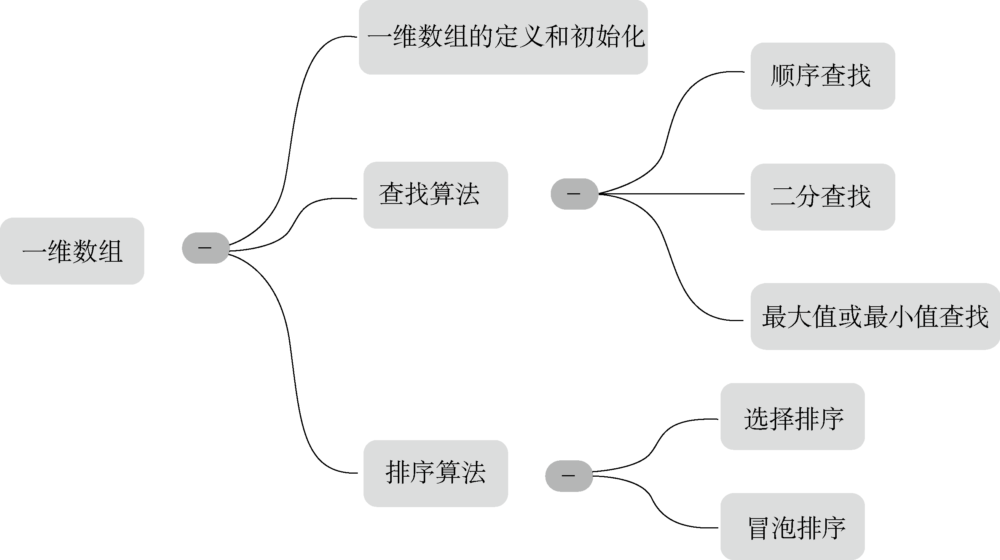 一维数组
一维数组的定义和初始化
查找算法
顺序查找
二分查找
最大值或最小值查找
排序算法
选择排序
冒泡排序